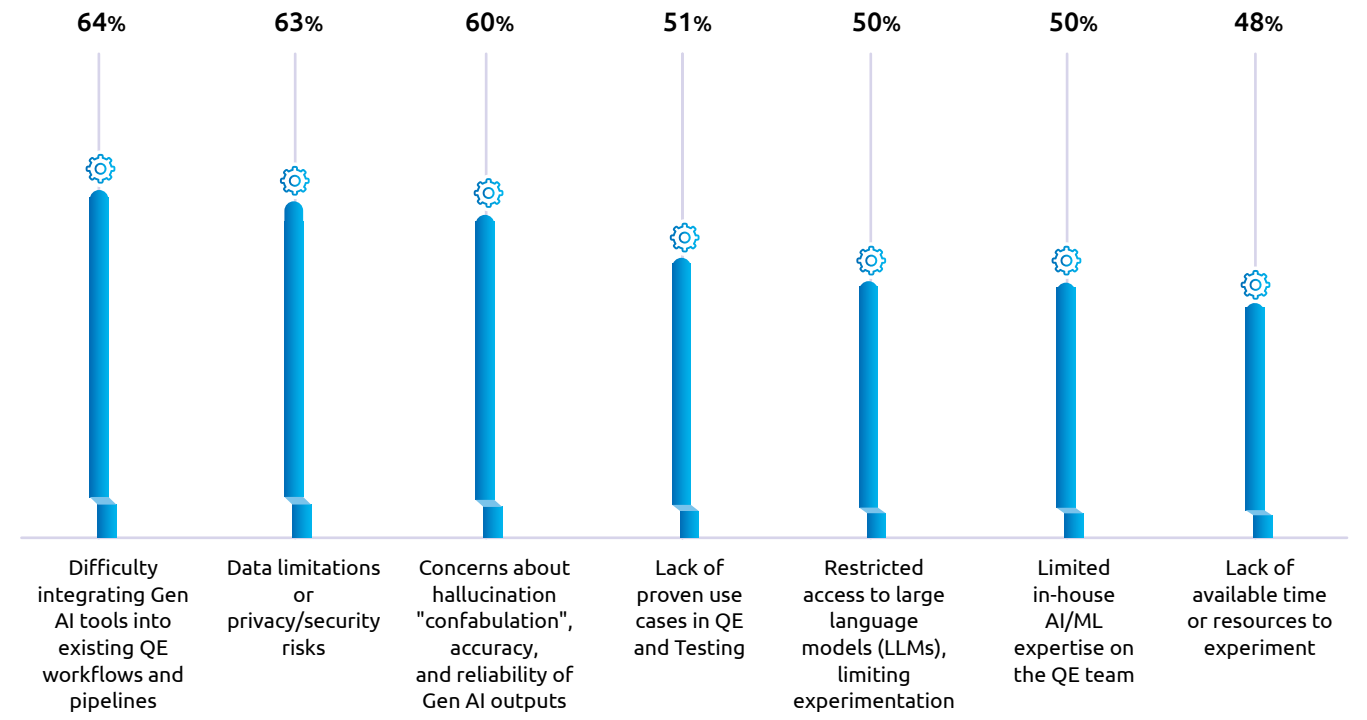 64%
63%
60%
51%
50%
50%
48%
Difficulty
integrating Gen
AI tools into
existing QE
workflows and
pipelines
Data limitations
or
privacy/security
risks
Concerns about
hallucination
"confabulation",
accuracy,
and reliability of
Gen AI outputs
Lack of
proven use
cases in QE
and Testing
Restricted
access to large
language
models (LLMs),
limiting
experimentation
Limited
in-house
AI/ML
expertise on
the QE team
Lack of
available time
or resources to
experiment